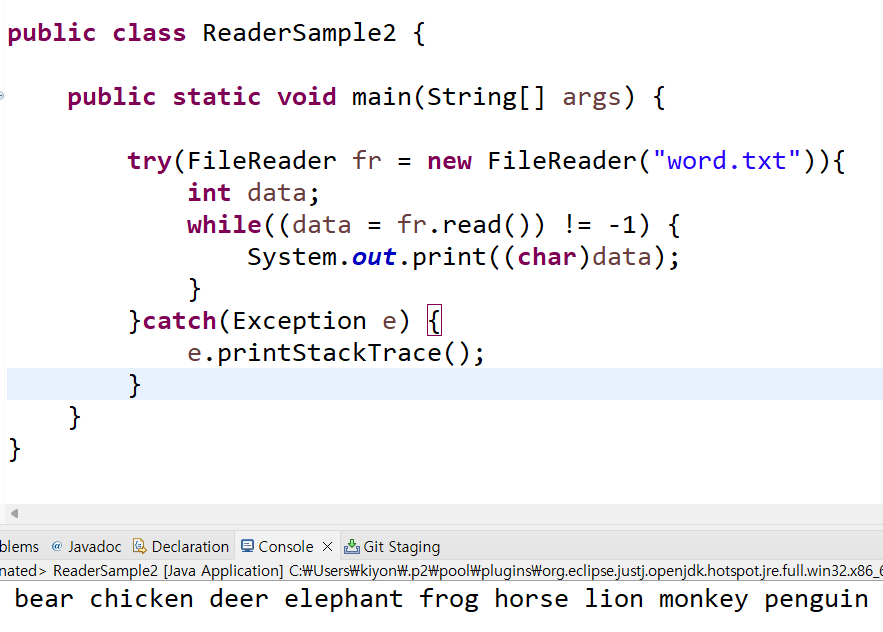 public class ReaderSample2 {
public static void main(String[] args) {
try(FileReader fr = new FileReader("word.txt")){
int data;
while((data = fr.read()) != -1) {
System.out.print((char)data);
}
}catch(Exception e) {
e.printStackTrace();
}
}
}
blems @ Javadoc Declaration Console × Git Staging
nated> ReaderSample2 [Java Application] C:₩Users₩kiyon₩.p2₩pool₩plugins₩org.eclipse.justj.openjdk.hotspot.jre.full.win32.x86_6
bear chicken deer elephant frog horse lion monkey penguin